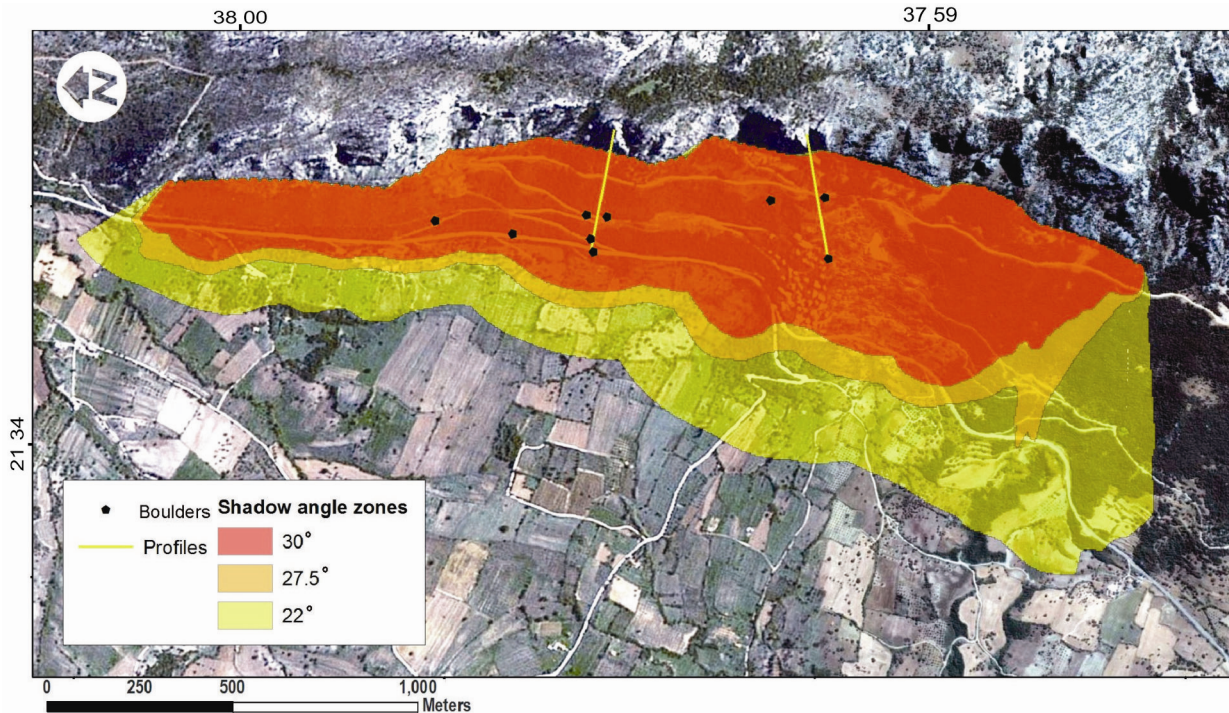 38.00
37.59
N
21 34
Boulders
Profiles
Shadow angle zones
30°
27.5°
22°
0 250 500 1,000
Meters